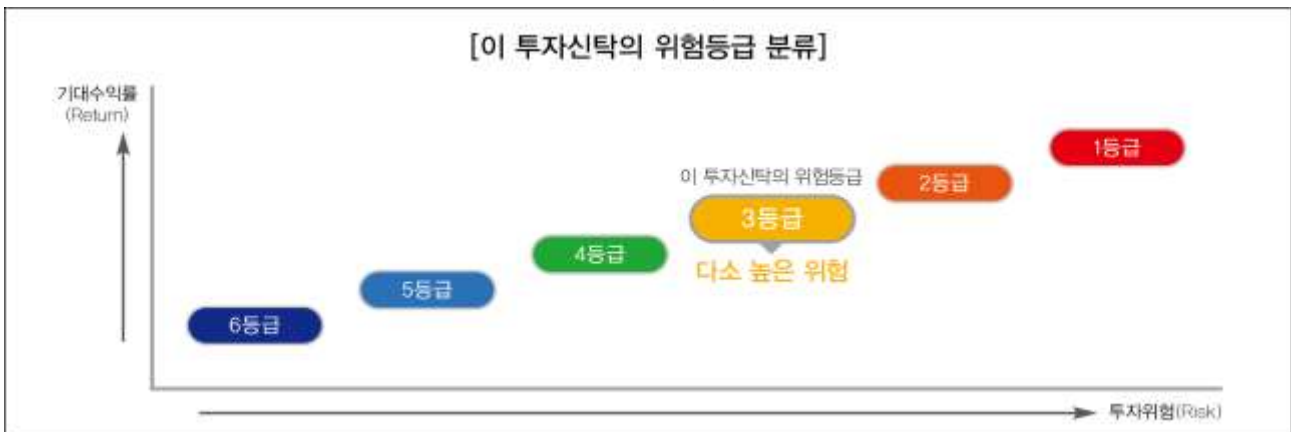 [이 투자신탁의 위험등급 분류]
기대수익률
(Return)
1등급
이 투자신탁의 위험등급
2등급
3등급
4등급
다소 높은 위험
5등급
6등급
투자위험(Risk)